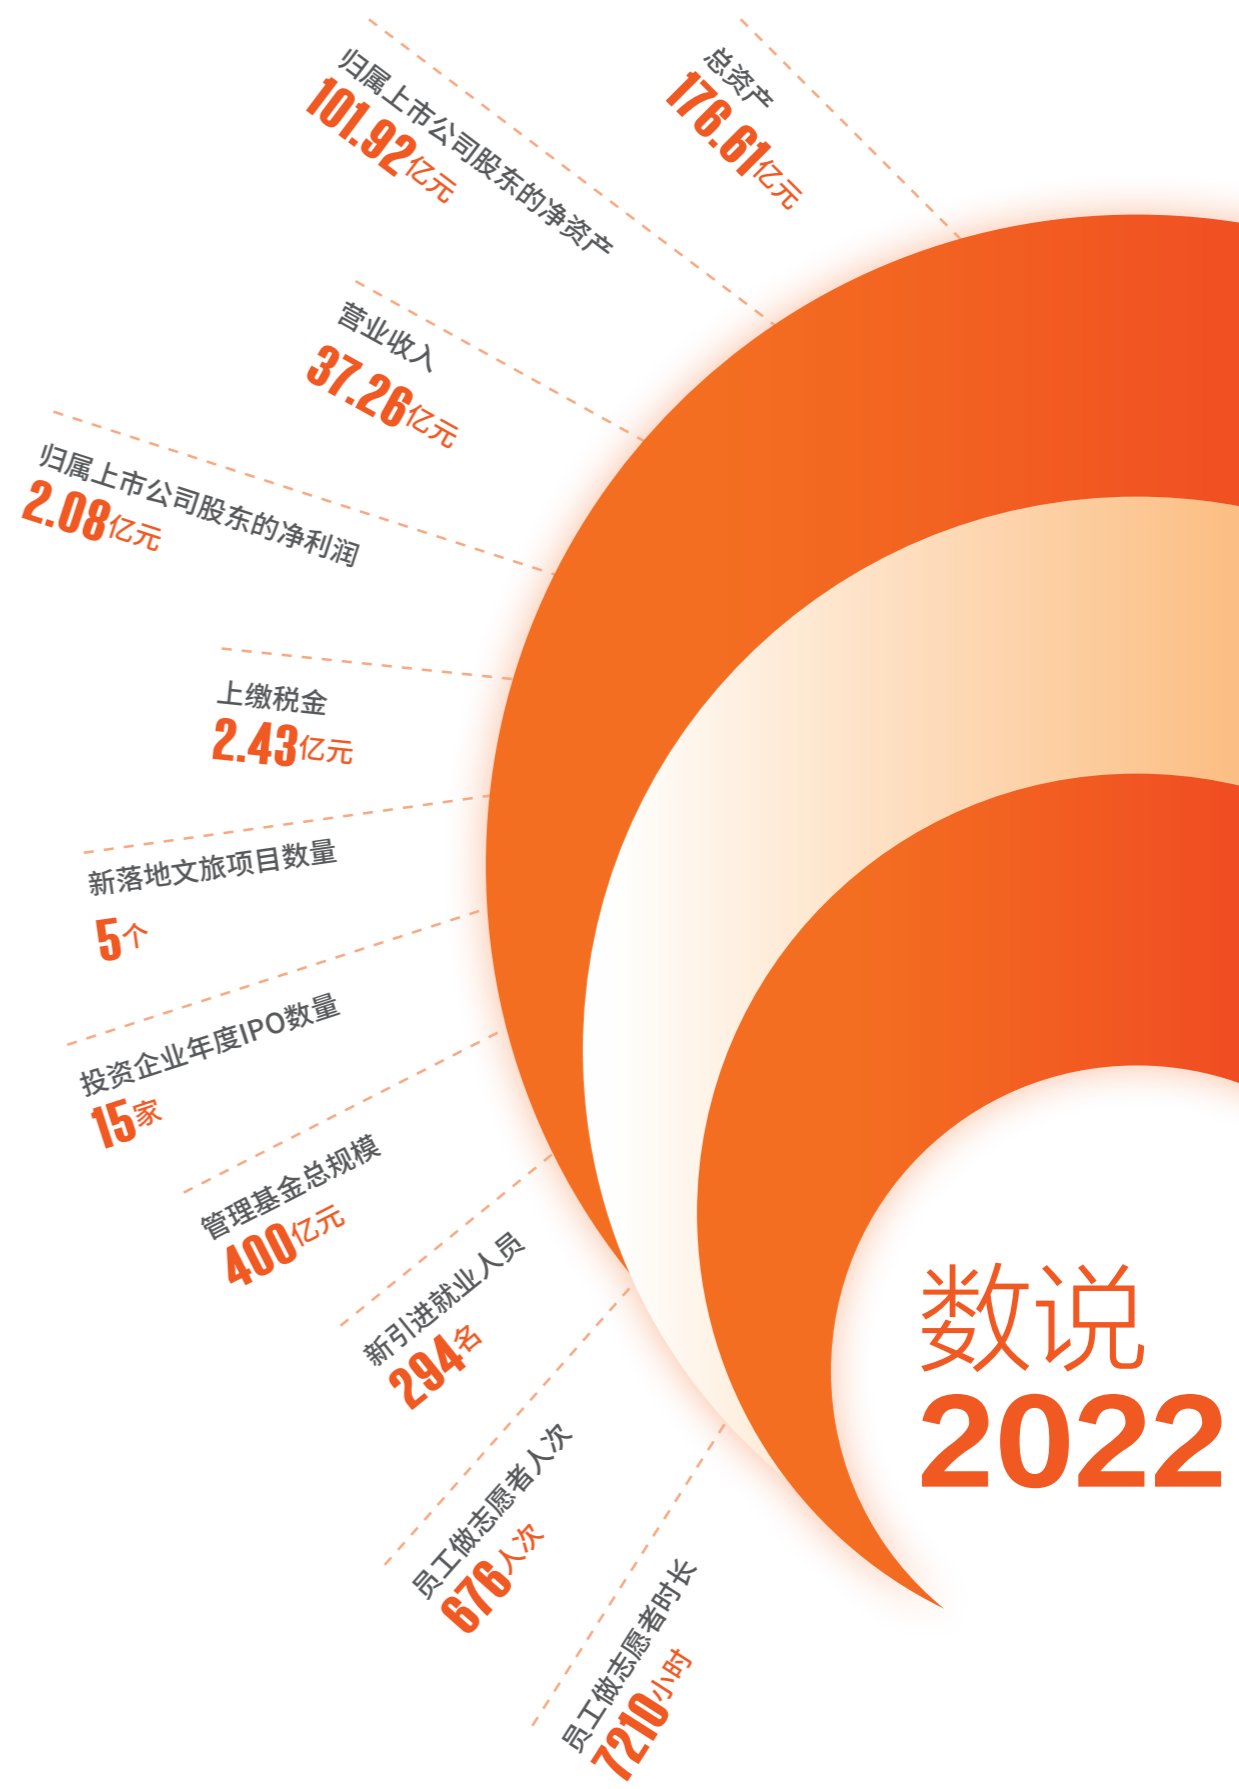 总资产
176.61亿元
归属上市公司股东的净资产
101.92亿元
营业收入
37.26亿元
归属上市公司股东的净利润
2.08亿元
上缴税金
2.43亿元
新落地文旅项目数量
5个
投资企业年度IPO数量
15家
管理基金总规模
400亿元
新引进就业人员
294名
员工做志愿者人次
676人次
员工做志愿者时长
7210小时
数说
2022